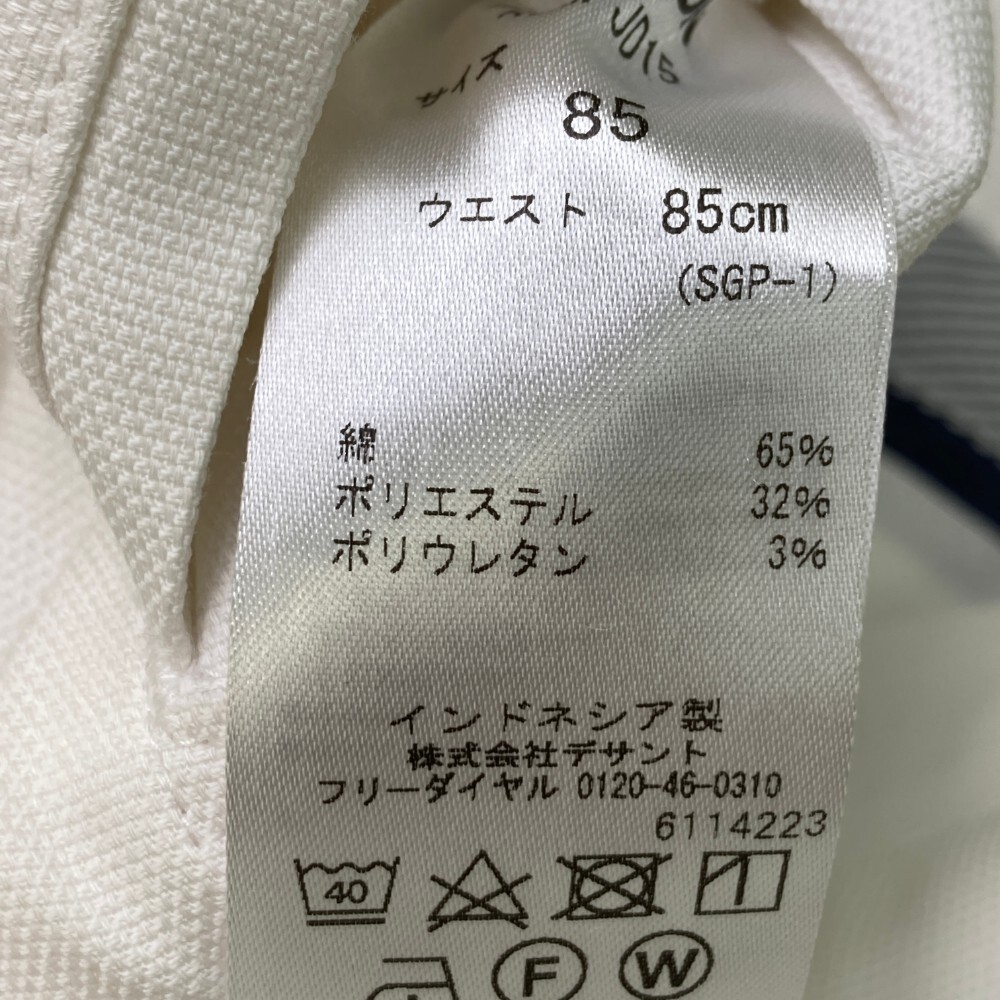 J015
サイズ
85
ウエスト 85cm
(SGP-1)
綿 65%
ポリエステル 32%
ポリウレタン 3%
インドネシア製
株式会社デサント
フリーダイヤル 0120-46-0310
6114223
40
F W